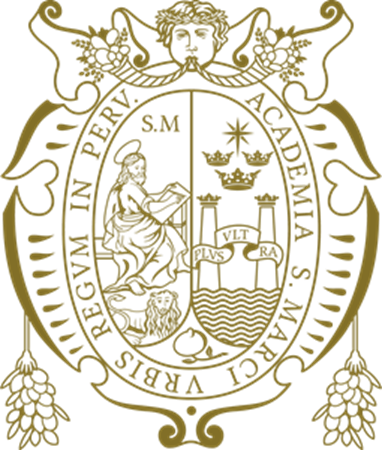 ACADEMIA S. MARCI VRBIS REGVM IN PERV.
S.M
PLVS VLT RA